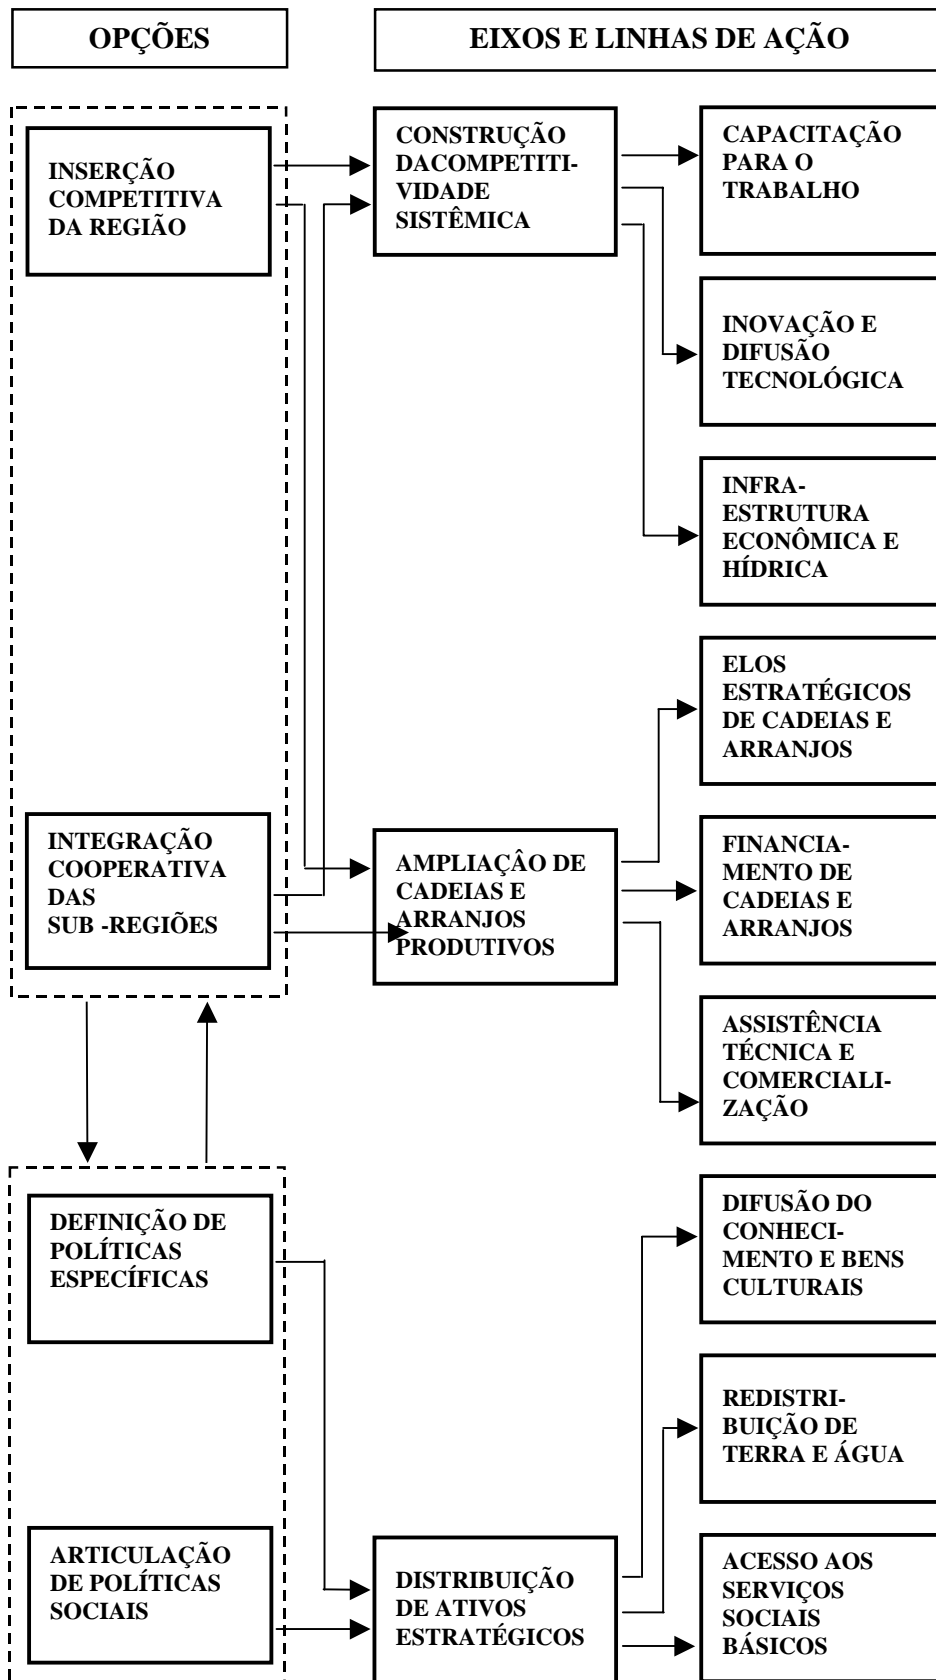 OPÇÕES
EIXOS E LINHAS DE AÇÃO
INSERÇÃO
COMPETITIVA
DA REGIÃO
CONSTRUÇÃO
DACOMPETITI-
VIDADE
SISTÊMICA
CAPACITAÇÃO
PARA O
TRABALHO
INOVAÇÃO E
DIFUSÃO
TECNOLÓGICA
INFRA-
ESTRUTURA
ECONÔMICA E
HÍDRICA
ELOS
ESTRATÉGICOS
DE CADEIAS E
ARRANJOS
INTEGRAÇÃO
COOPERATIVA
DAS
SUB -REGIÕES
AMPLIAÇÂO DE
CADEIAS E
ARRANJOS
PRODUTIVOS
FINANCIA-
MENTO DE
CADEIAS E
ARRANJOS
ASSISTÊNCIA
TÉCNICA E
COMERCIALI-
ZAÇÃO
DEFINIÇÃO DE
POLÍTICAS
ESPECÍFICAS
DIFUSÃO DO
CONHECI-
MENTO E BENS
CULTURAIS
REDISTRI-
BUIÇÃO DE
TERRA E ÁGUA
ARTICULAÇÃO
DE POLÍTICAS
SOCIAIS
DISTRIBUIÇÃO
DE ATIVOS
ESTRATÉGICOS
ACESSO AOS
SERVIÇOS
SOCIAIS
BÁSICOS